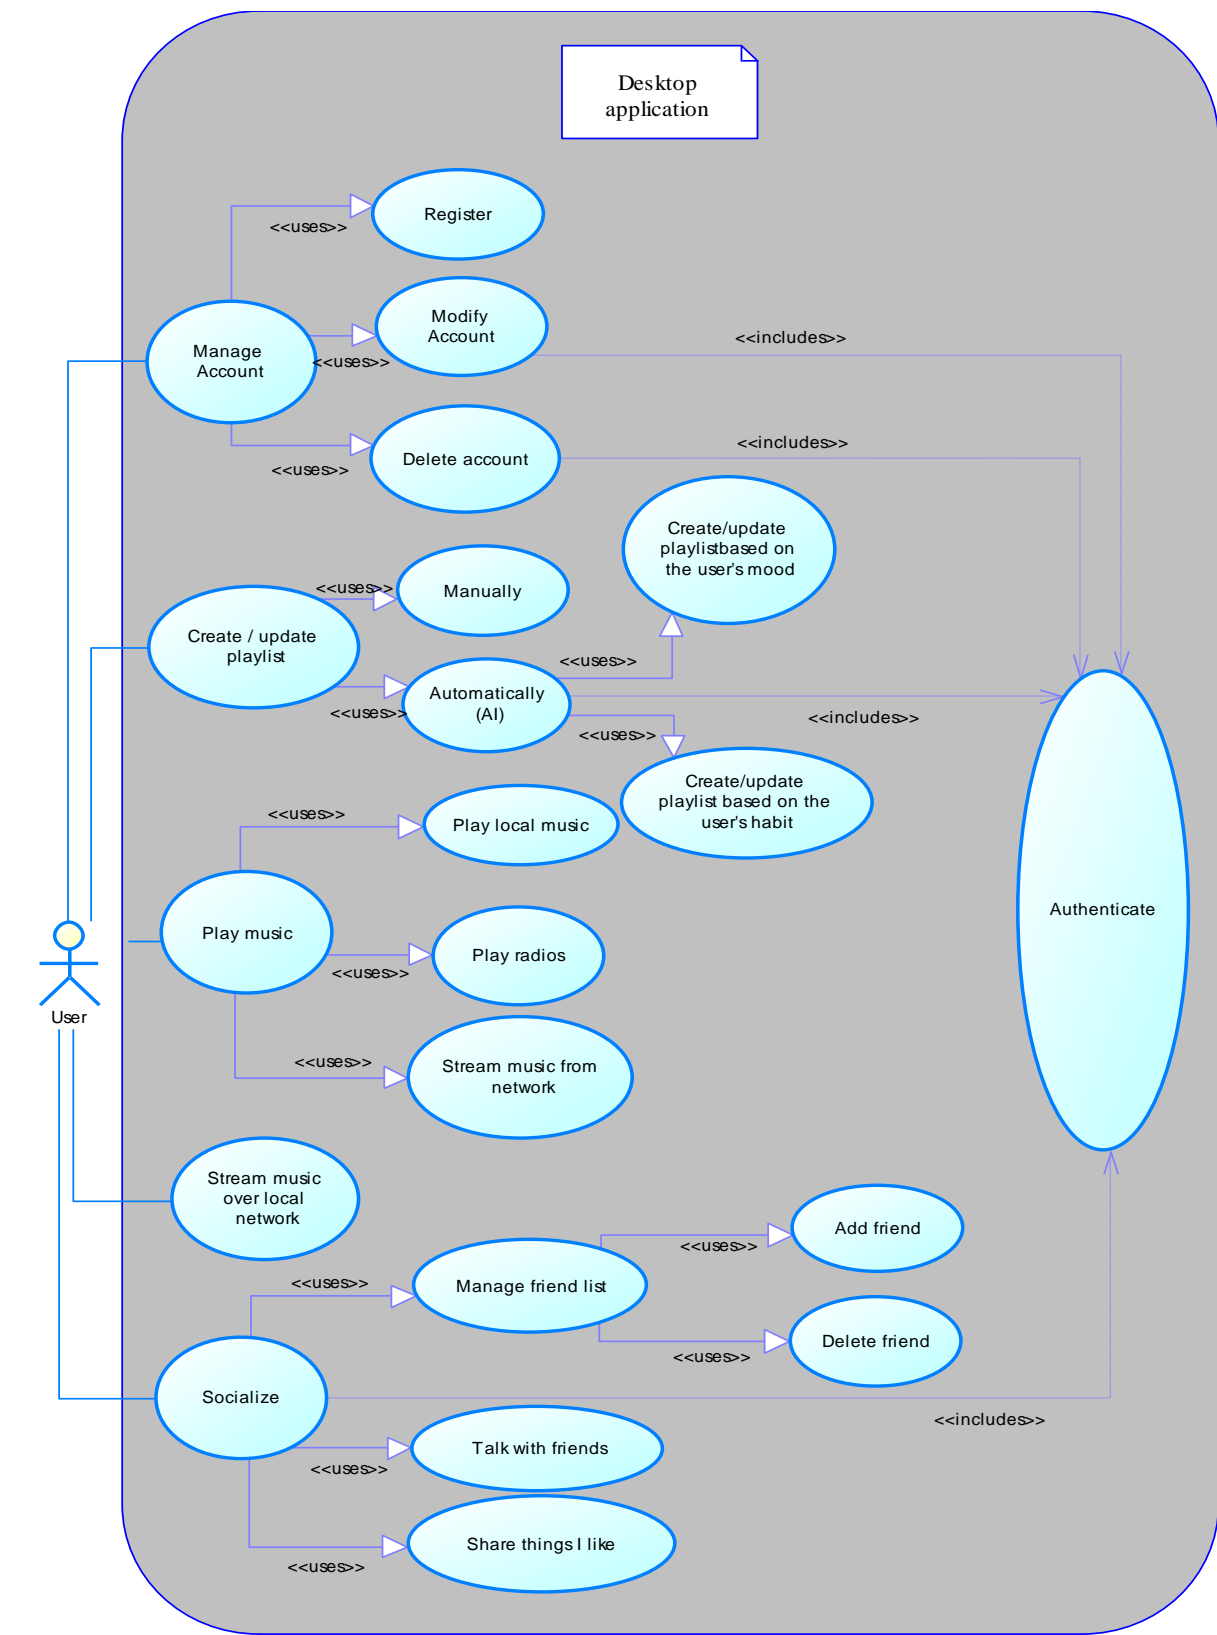 Desktop
application
Register
<<uses>>
Modify
Account
<<includes>>
Manage
Account
<<uses>>
<<includes>>
Delete account
<<uses>>
Create/update
playlistbased on
the user's mood
<<uses>>
Manually
Create / update
playlist
<<uses>>
Automatically
(AI)
<<uses>>
<<includes>>
<<uses>>
Create/update
playlist based on the
user's habit
<<uses>>
Play local music
Authenticate
Play music
Play radios
<<uses>>
User
<<uses>>
Stream music from
network
Stream music
over local
network
Add friend
<<uses>>
<<uses>>
Manage friend list
Delete friend
<<uses>>
Socialize
<<includes>>
Talk with friends
<<uses>>
Share things I like
<<uses>>